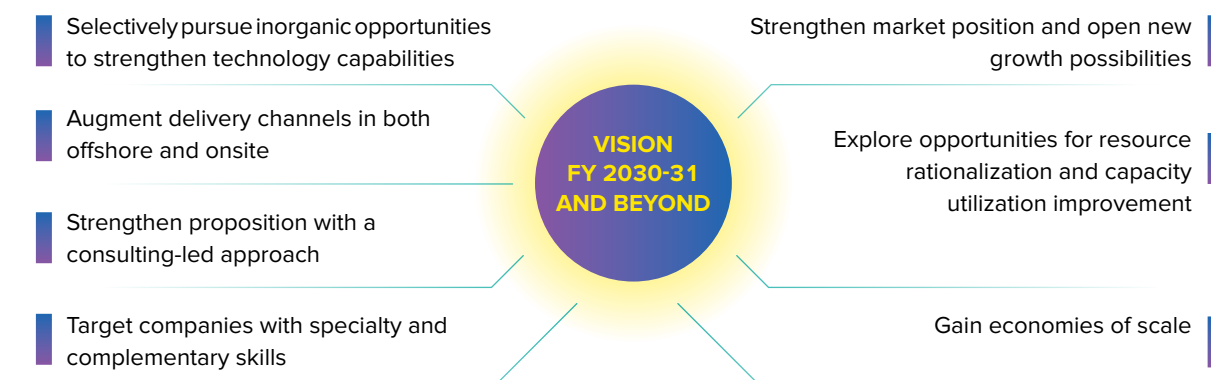 Selectively pursue inorganic opportunities
to strengthen technology capabilities
Augment delivery channels in both
offshore and onsite
Strengthen proposition with a
consulting-led approach
Target companies with specialty and
complementary skills
VISION
FY 2030-31
AND BEYOND
Strengthen market position and open new
growth possibilities
Explore opportunities for resource
rationalization and capacity
utilization improvement
Gain economies of scale